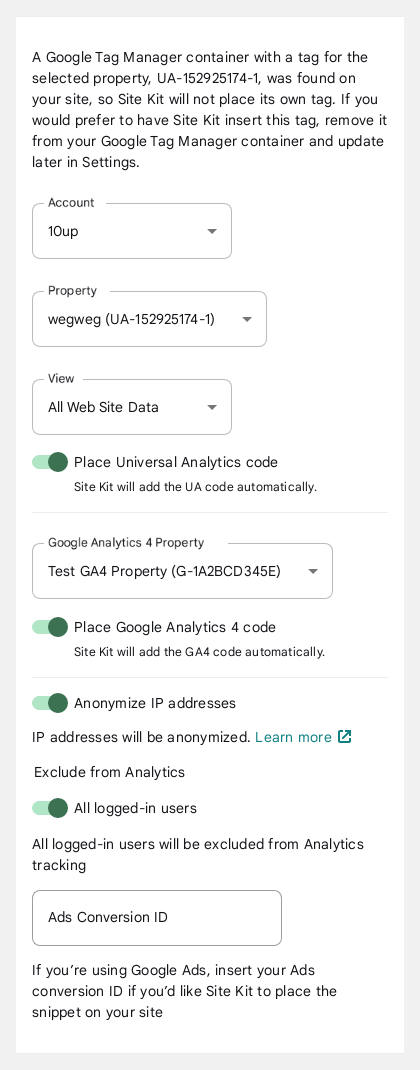 A Google Tag Manager container with a tag for the
selected property, UA-152925174-1, was found on
your site, so Site Kit will not place its own tag. If you
would prefer to have Site Kit insert this tag, remove it
from your Google Tag Manager container and update
later in Settings.
Account
10up
Property
wegweg (UA-152925174-1)
View
All Web Site Data
Place Universal Analytics code
Site Kit will add the UA code automatically.
Google Analytics 4 Property
Test GA4 Property (G-1A2BCD345E)
Place Google Analytics 4 code
Site Kit will add the GA4 code automatically.
Anonymize IP addresses
IP addresses will be anonymized. Learn more
Exclude from Analytics
All logged-in users
All logged-in users will be excluded from Analytics
tracking
Ads Conversion ID
If you’re using Google Ads, insert your Ads
conversion ID if you’d like Site Kit to place the
snippet on your site